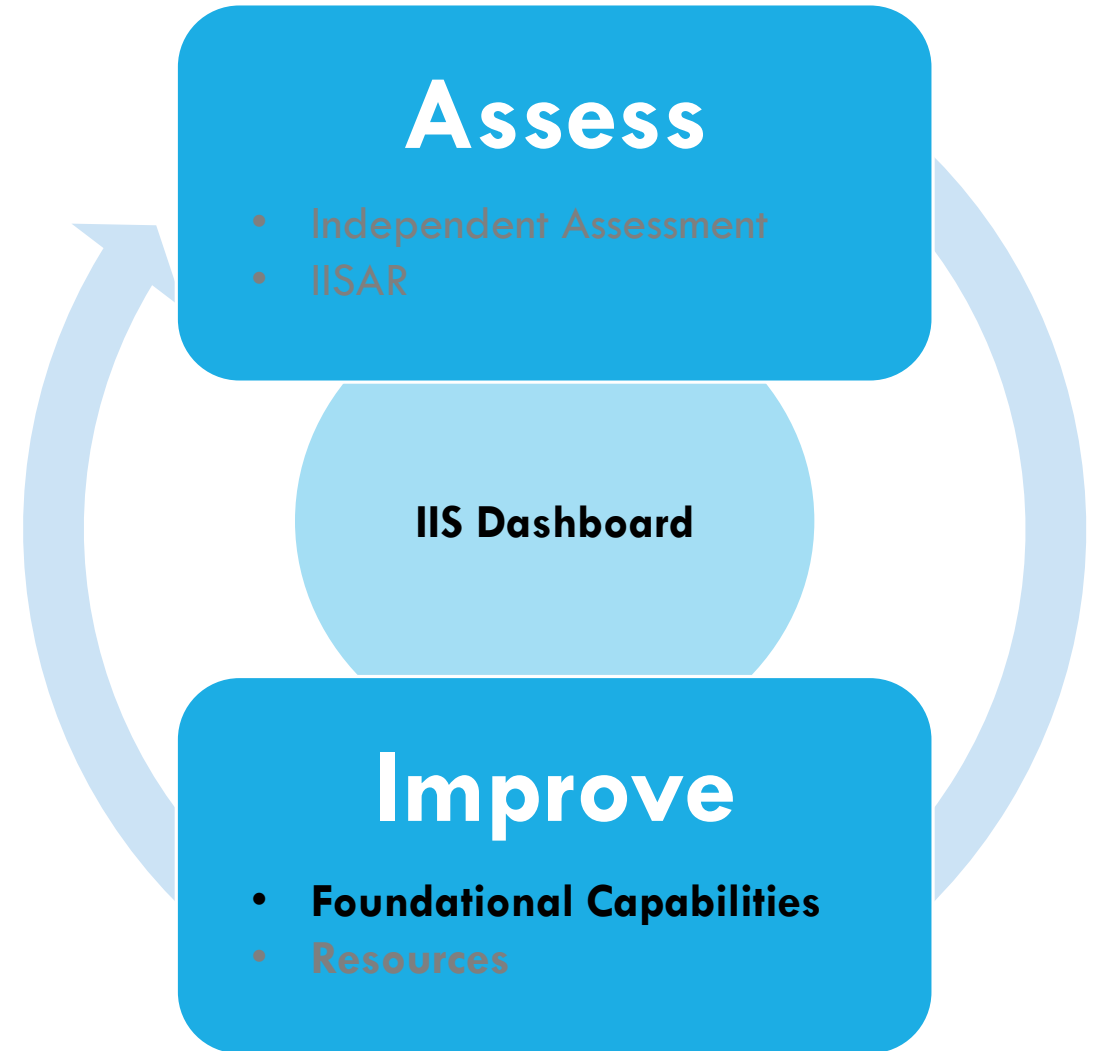 Assess
• Independent Assessment
• IISAR
IIS Dashboard
Improve
• Foundational Capabilities
• Resources